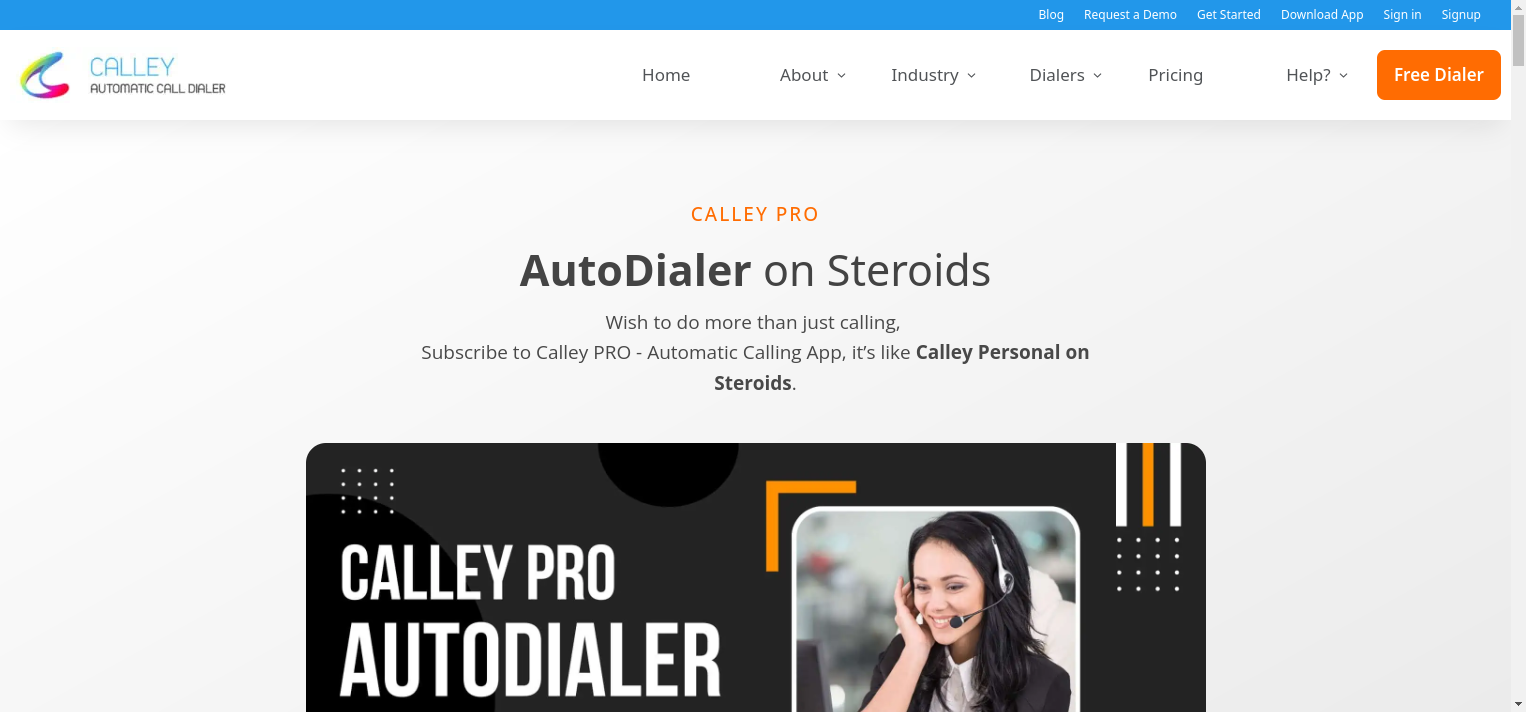 Blog Request a Demo Get Started Download App Sign in Signup
CALLEY
AUTOMATIC CALL DIALER
Home About Industry Dialers Pricing Help? Free Dialer
CALLEY PRO
AutoDialer on Steroids
Wish to do more than just calling,
Subscribe to Calley PRO - Automatic Calling App, it’s like Calley Personal on
Steroids.
CALLEY PRO
AUTODIALER